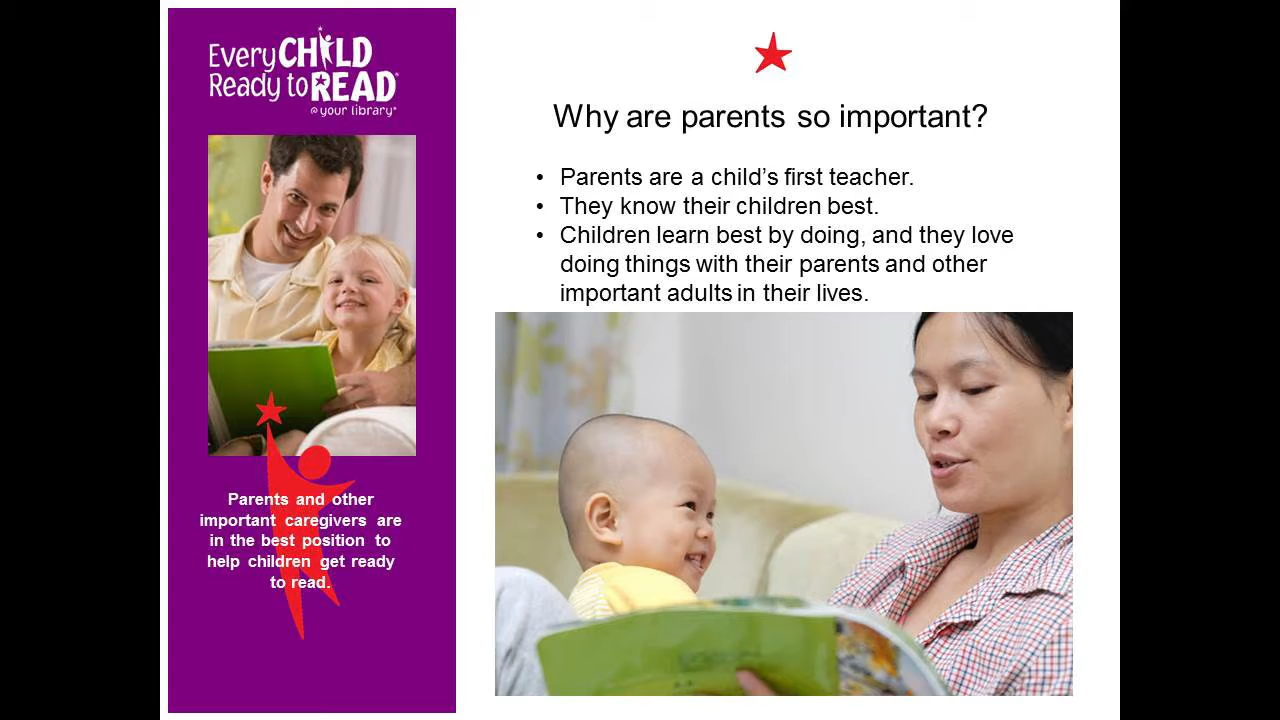 Every CHILD
Ready to READ®
@ your library®
Parents and other
important caregivers are
in the best position to
help children get ready
to read.
Why are parents so important?
• Parents are a child’s first teacher.
• They know their children best.
• Children learn best by doing, and they love
doing things with their parents and other
important adults in their lives.